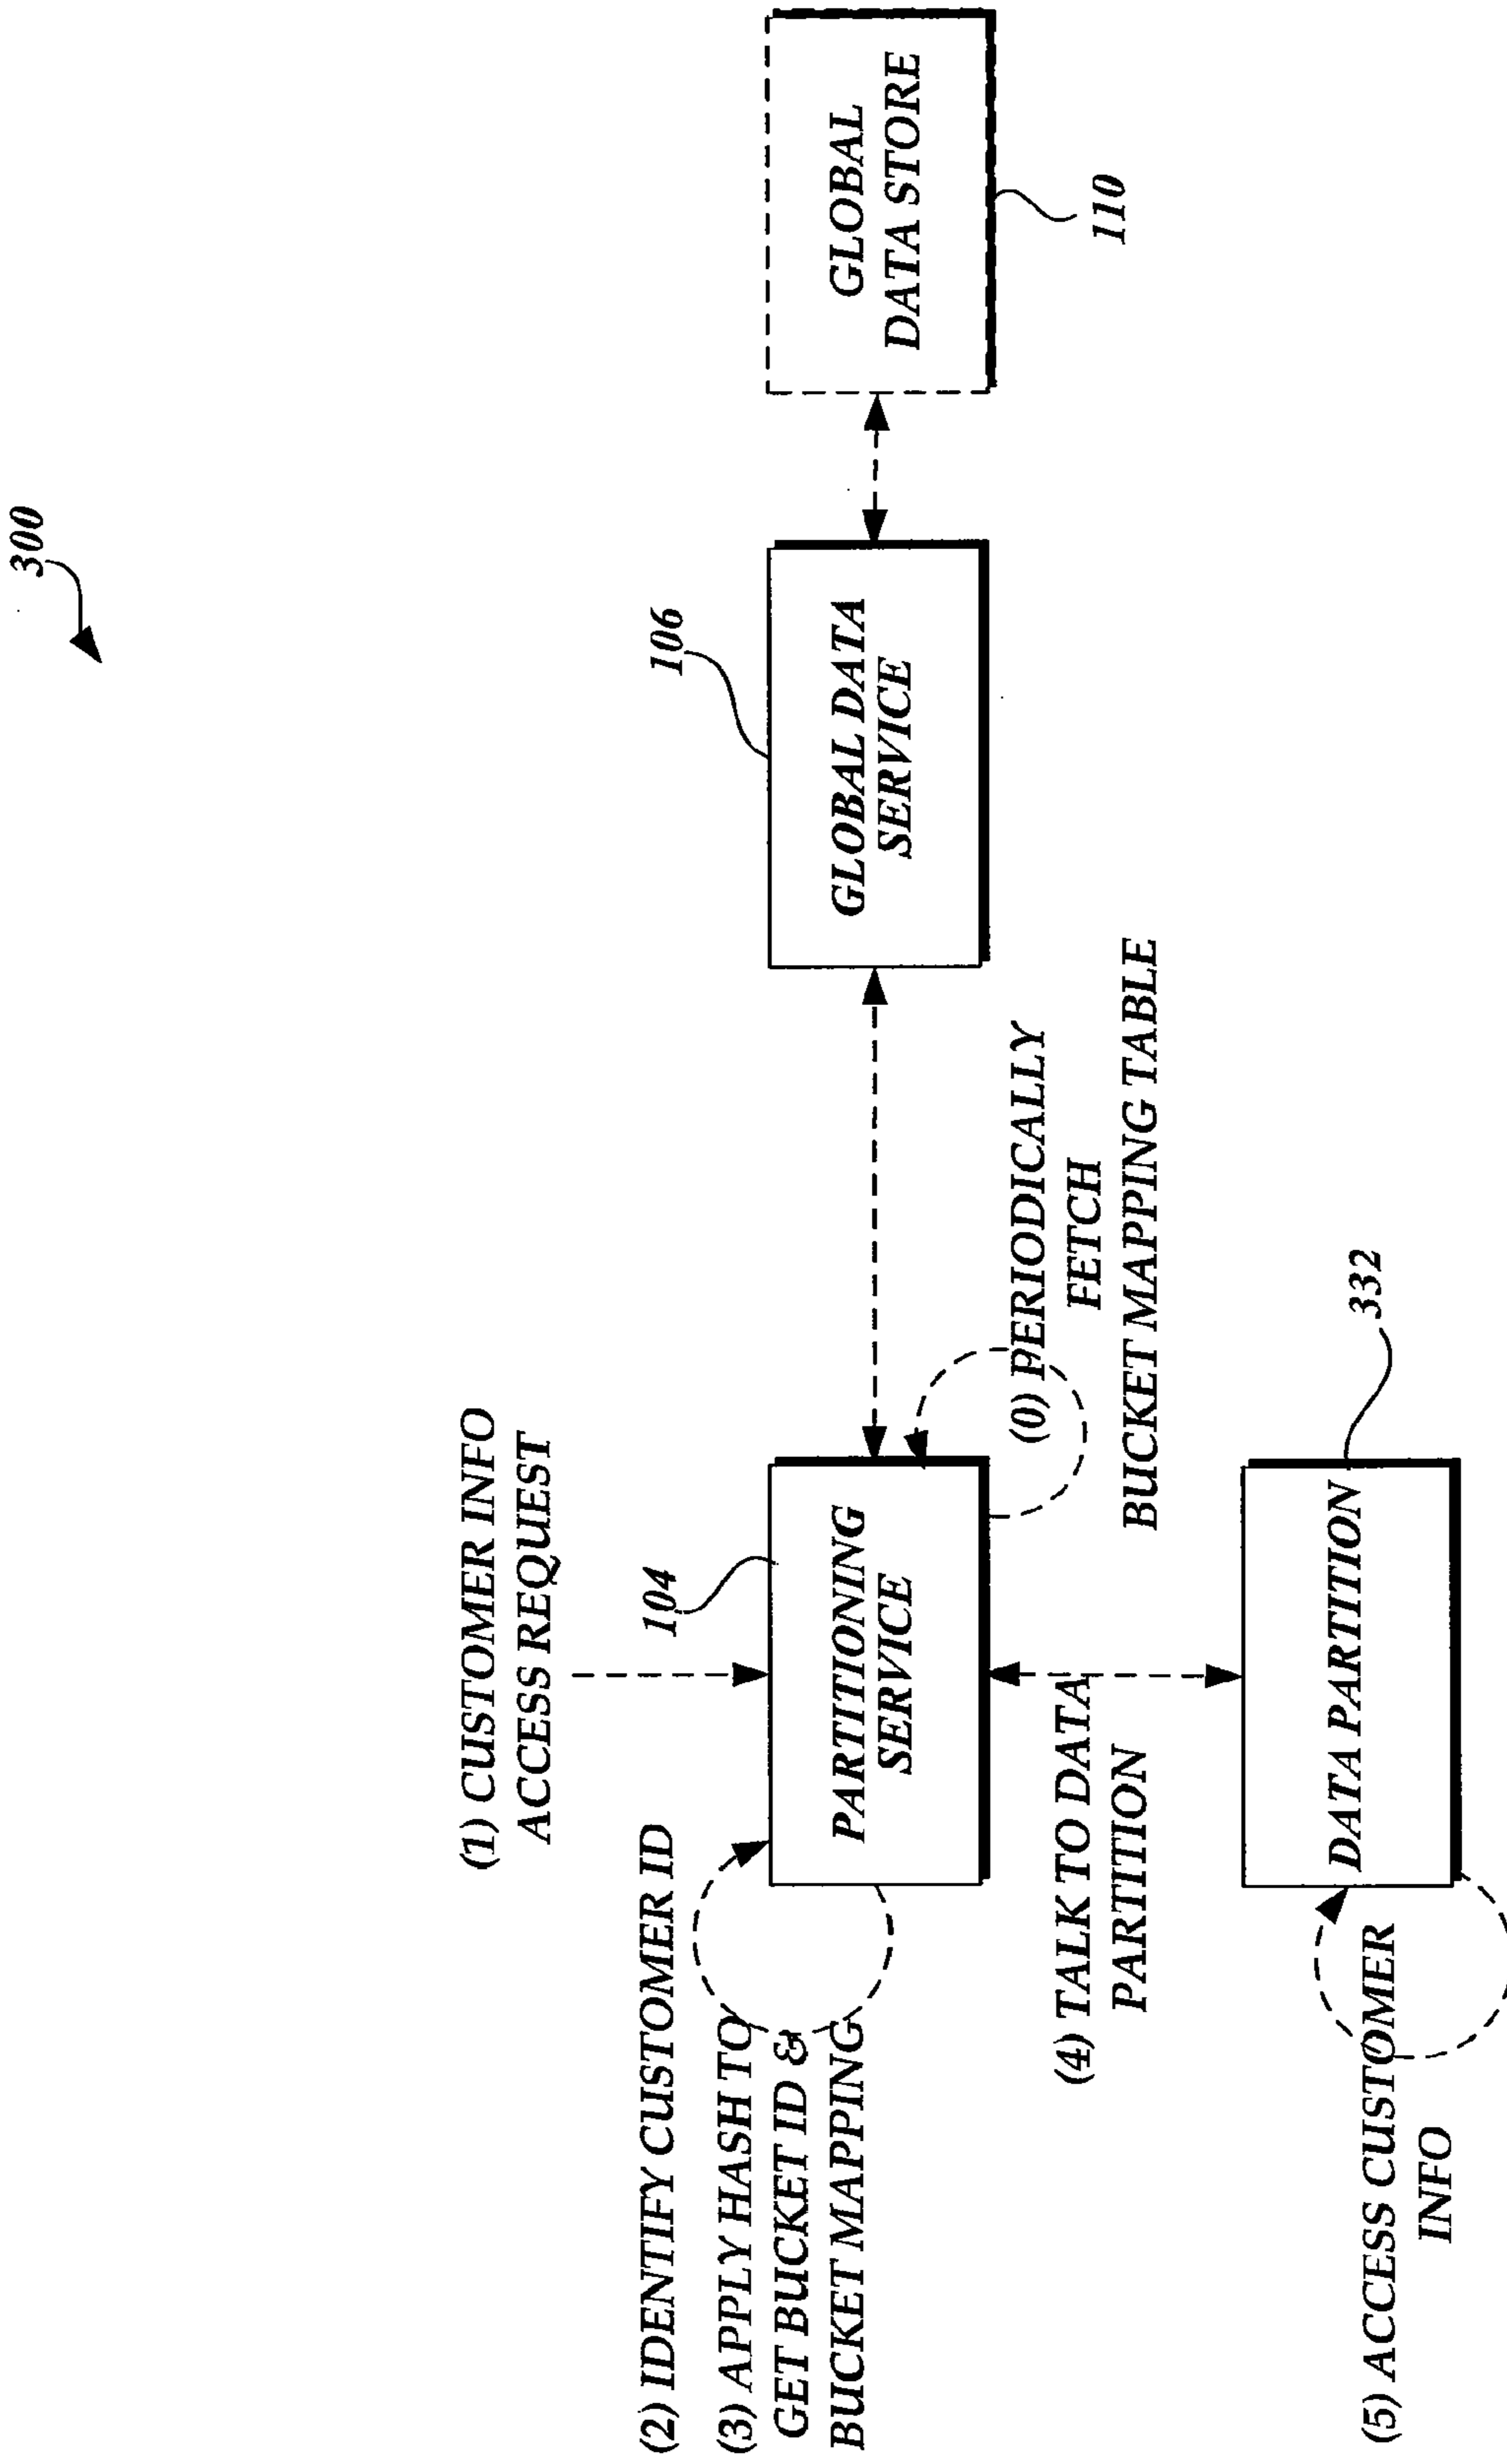 300
(1) CUSTOMER INFO
ACCESS REQUEST
(2) IDENTIFY CUSTOMER ID
(3) APPLY HASH TO
GET BUCKET ID &
BUCKET MAPPING
104
PARTITIONING
SERVICE
106
GLOBAL DATA
SERVICE
GLOBAL
DATA STORE
110
(0) PERIODICALLY
FETCH
BUCKET MAPPING TABLE
(4) TALK TO DATA
PARTITION
332
DATA PARTITION
(5) ACCESS CUSTOMER
INFO